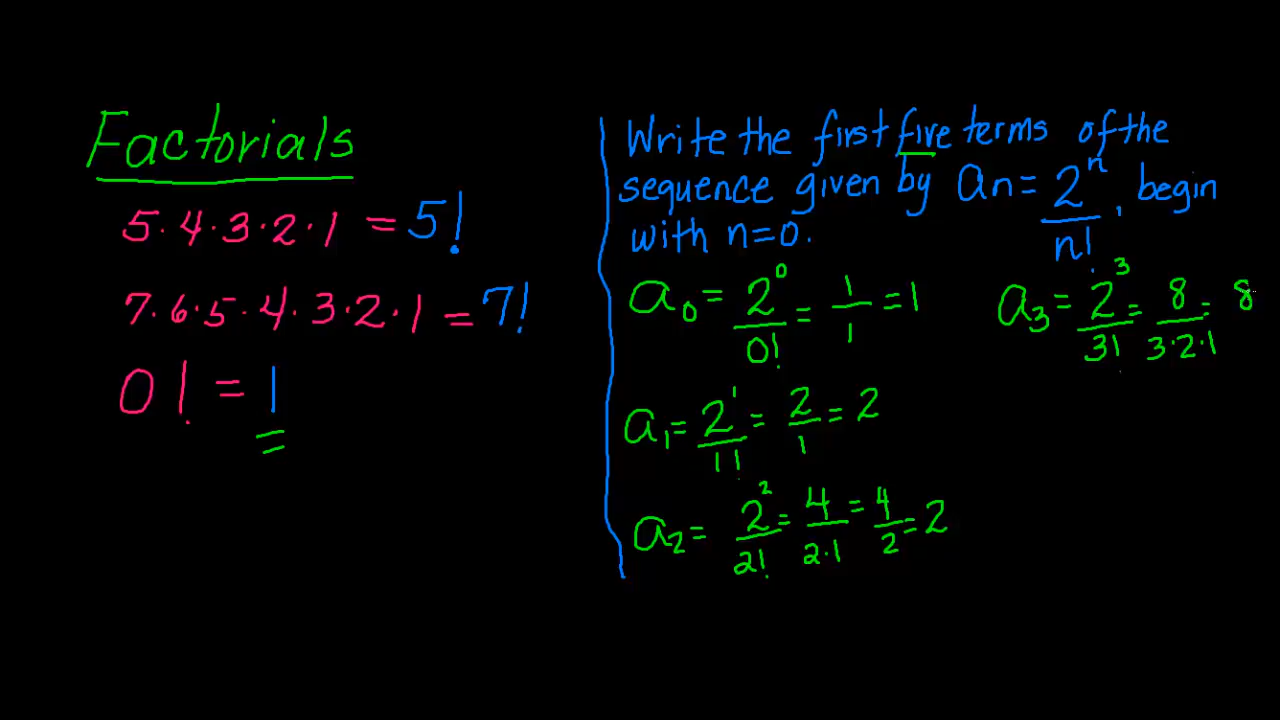 Factorials
5·4·3·2·1 = 5!
7·6·5·4·3·2·1 = 7!
0! = 1
Write the first five terms of the
sequence given by an = 2^n/n!, begin
with n=0.
a₀ = 2^0/0! = 1/1 = 1
a₁ = 2^1/1! = 2/1 = 2
a₂ = 2^2/2! = 4/2·1 = 4/2 = 2
a₃ = 2^3/3! = 8/3·2·1 = 8